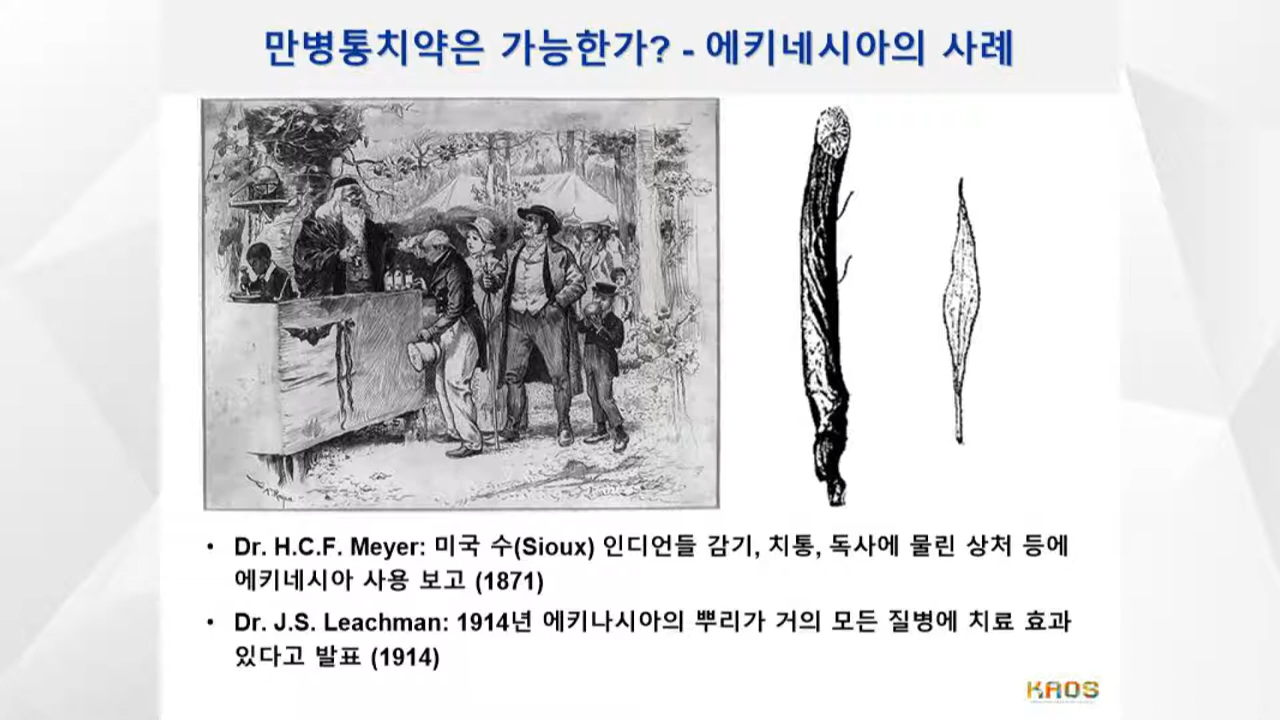 만병통치약은 가능한가? - 에키네시아의 사례
• Dr. H.C.F. Meyer: 미국 수(Sioux) 인디언들 감기, 치통, 독사에 물린 상처 등에
에키네시아 사용 보고 (1871)
• Dr. J.S. Leachman: 1914년 에키나시아의 뿌리가 거의 모든 질병에 치료 효과
있다고 발표 (1914)
KAOS